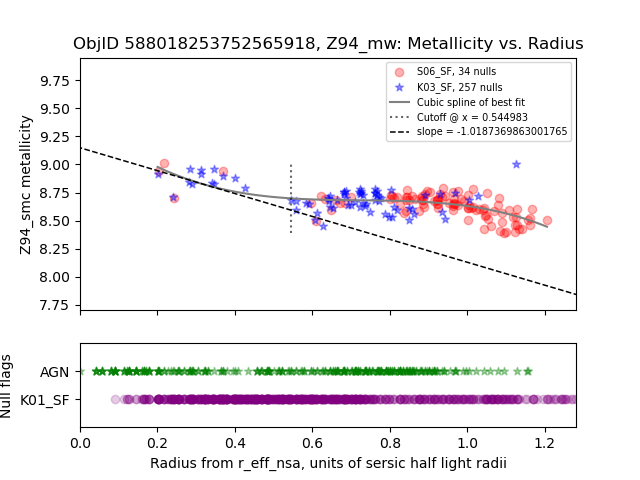 ObjID 588018253752565918, Z94_mw: Metallicity vs. Radius
S06_SF, 34 nulls
K03_SF, 257 nulls
Cubic spline of best fit
Cutoff @ x = 0.544983
slope = -1.0187369863001765
Z94_smc metallicity
9.75
9.50
9.25
9.00
8.75
8.50
8.25
8.00
7.75
Null flags
AGN
K01_SF
0.0 0.2 0.4 0.6 0.8 1.0 1.2
Radius from r_eff_nsa, units of sersic half light radii